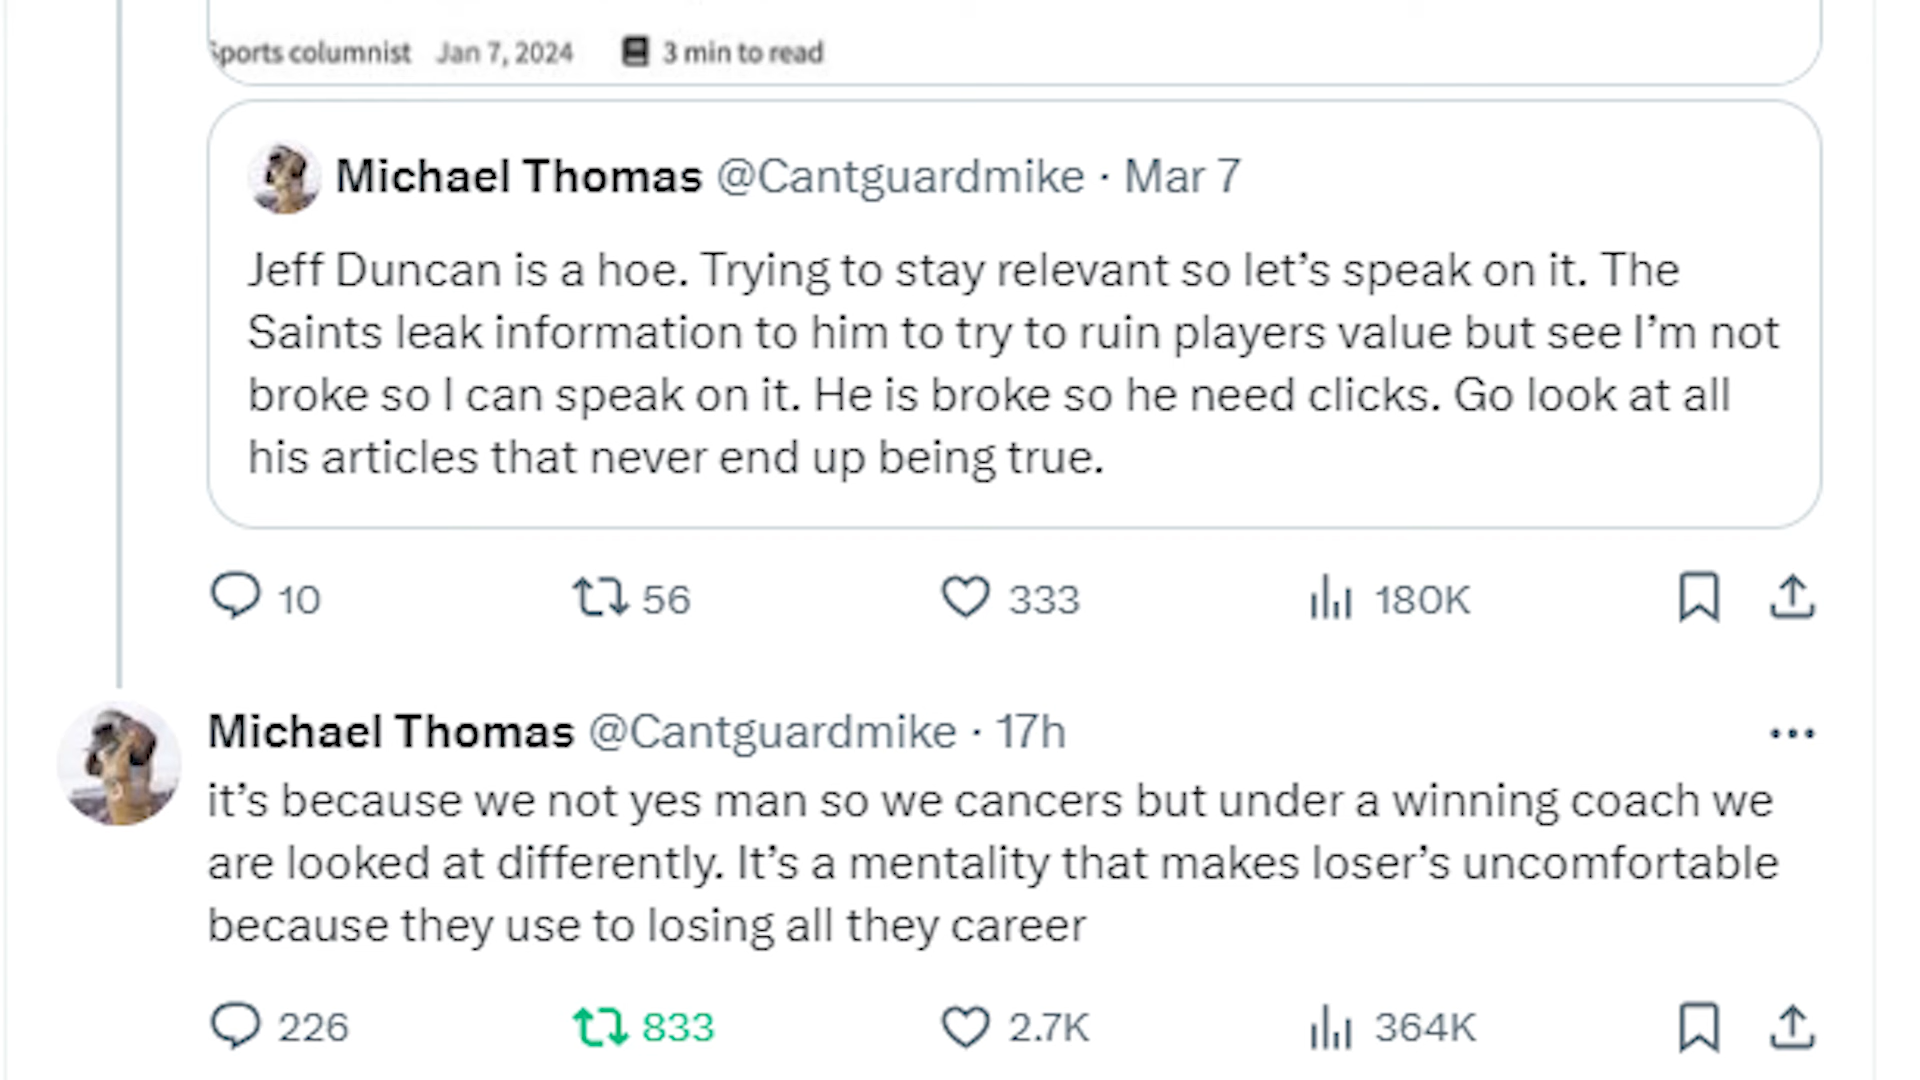 Sports columnist Jan 7, 2024 3 min to read
Michael Thomas @Cantguardmike · Mar 7
Jeff Duncan is a hoe. Trying to stay relevant so let’s speak on it. The
Saints leak information to him to try to ruin players value but see I’m not
broke so I can speak on it. He is broke so he need clicks. Go look at all
his articles that never end up being true.
10 56 333 180K
Michael Thomas @Cantguardmike · 17h
it’s because we not yes man so we cancers but under a winning coach we
are looked at differently. It’s a mentality that makes loser’s uncomfortable
because they use to losing all they career
226 833 2.7K 364K